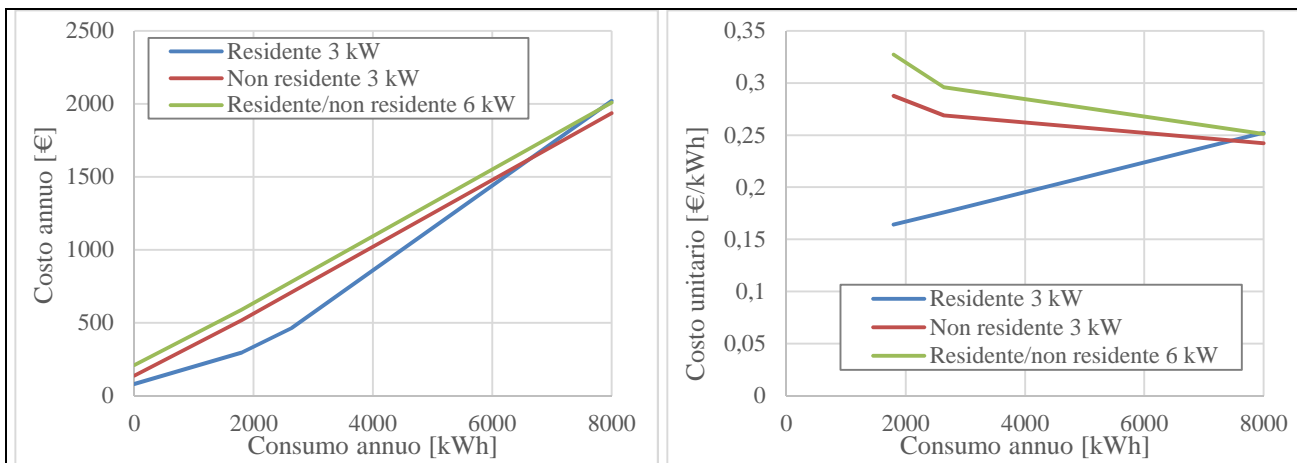 2500
2000
1500
1000
500
0
Costo annuo [€]
Residente 3 kW
Non residente 3 kW
Residente/non residente 6 kW
0 2000 4000 6000 8000
Consumo annuo [kWh]
0,35
0,3
0,25
0,2
0,15
0,1
0,05
0
Costo unitario [€/kWh]
Residente 3 kW
Non residente 3 kW
Residente/non residente 6 kW
0 2000 4000 6000 8000
Consumo annuo [kWh]